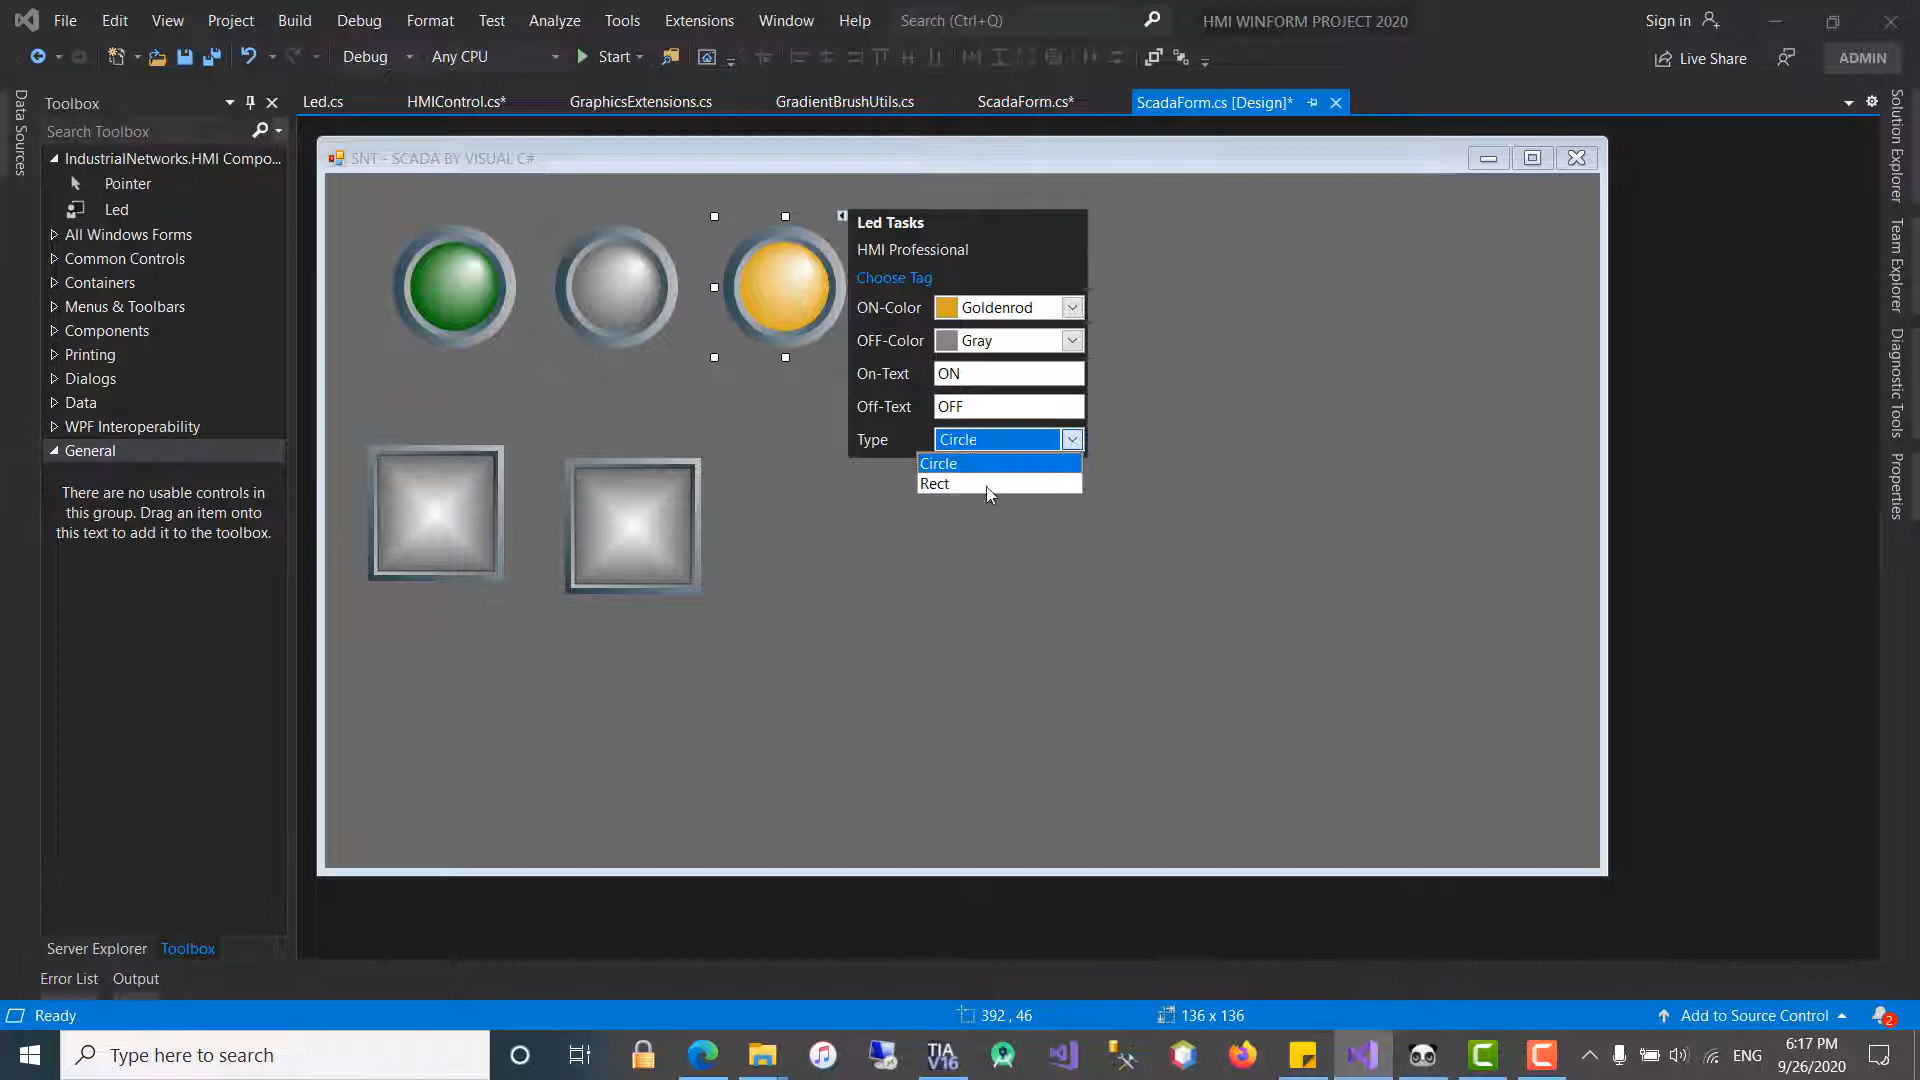 File Edit View Project Build Debug Format Test Analyze Tools Extensions Window Help Search (Ctrl+Q) HMI WINFORM PROJECT 2020 Sign in
Debug Any CPU Start Live Share ADMIN
Toolbox
Led.cs HMIControl.cs* GraphicsExtensions.cs GradientBrushUtils.cs ScadaForm.cs* ScadaForm.cs [Design]*
Search Toolbox
IndustrialNetworks.HMI Compo...
Pointer
Led
All Windows Forms
Common Controls
Containers
Menus & Toolbars
Components
Printing
Dialogs
Data
WPF Interoperability
General
There are no usable controls in
this group. Drag an item onto
this text to add it to the toolbox.
Server Explorer Toolbox
Error List Output
Data Sources
SNT - SCADA BY VISUAL C#
Led Tasks
HMI Professional
Choose Tag
ON-Color Goldenrod
OFF-Color Gray
On-Text ON
Off-Text OFF
Type Circle
Circle
Rect
Solution Explorer
Team Explorer
Diagnostic Tools
Properties
Ready 392 , 46 136 x 136 Add to Source Control 2
Type here to search
TIA
V16
ENG
6:17 PM
9/26/2020